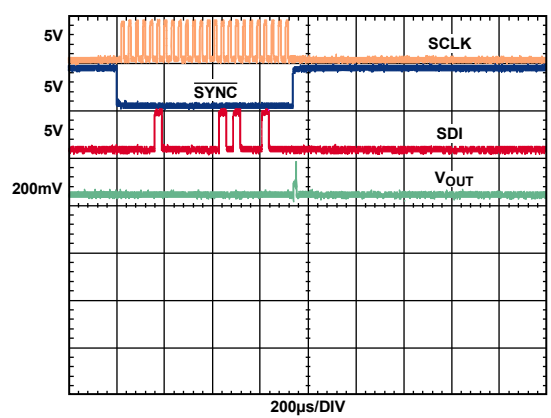 5V
SCLK
5V
SYNC
5V
SDI
200mV
VOUT
200µs/DIV